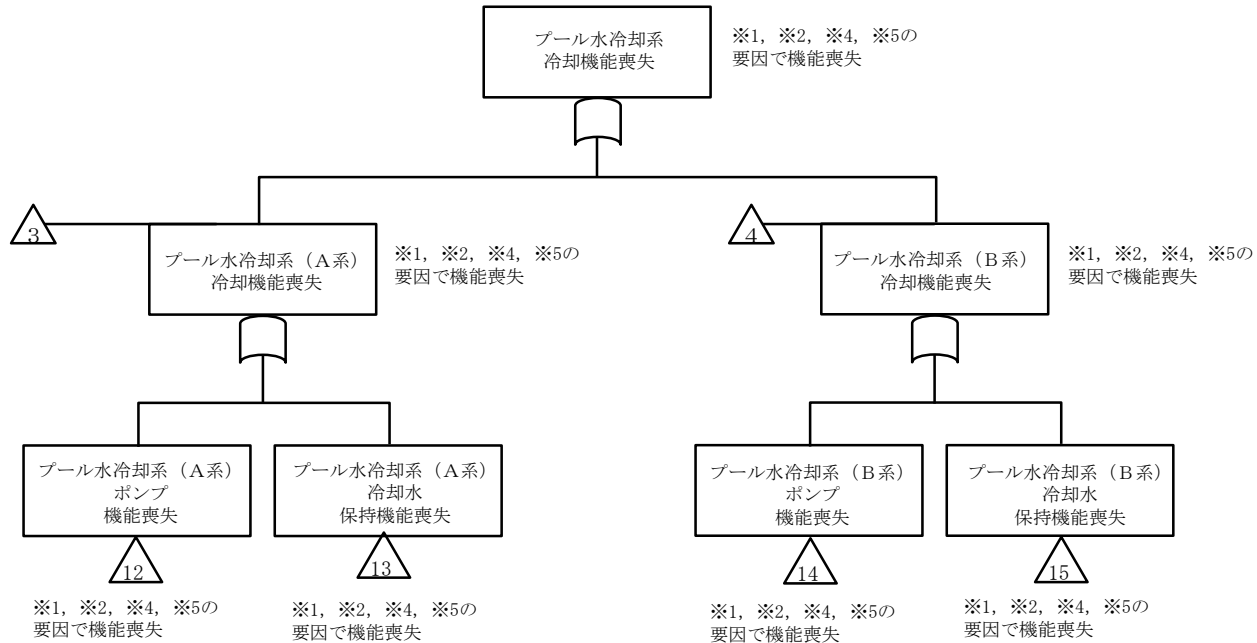 プール水冷却系
冷却機能喪失
※1, ※2, ※4, ※5の
要因で機能喪失
3
プール水冷却系（A系）
冷却機能喪失
※1, ※2, ※4, ※5の
要因で機能喪失
4
プール水冷却系（B系）
冷却機能喪失
※1, ※2, ※4, ※5の
要因で機能喪失
プール水冷却系（A系）
ポンプ
機能喪失
12
※1, ※2, ※4, ※5の
要因で機能喪失
プール水冷却系（A系）
冷却水
保持機能喪失
13
※1, ※2, ※4, ※5の
要因で機能喪失
プール水冷却系（B系）
ポンプ
機能喪失
14
※1, ※2, ※4, ※5の
要因で機能喪失
プール水冷却系（B系）
冷却水
保持機能喪失
15
※1, ※2, ※4, ※5の
要因で機能喪失